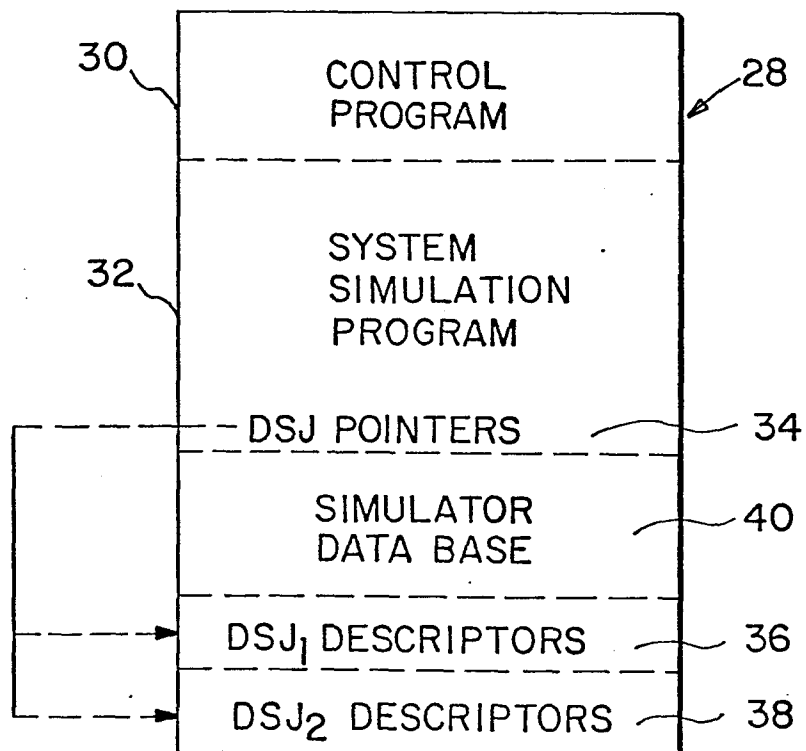 30
CONTROL
PROGRAM
28
32
SYSTEM
SIMULATION
PROGRAM
DSJ POINTERS
34
SIMULATOR
DATA BASE
40
DSJ1 DESCRIPTORS
36
DSJ2 DESCRIPTORS
38